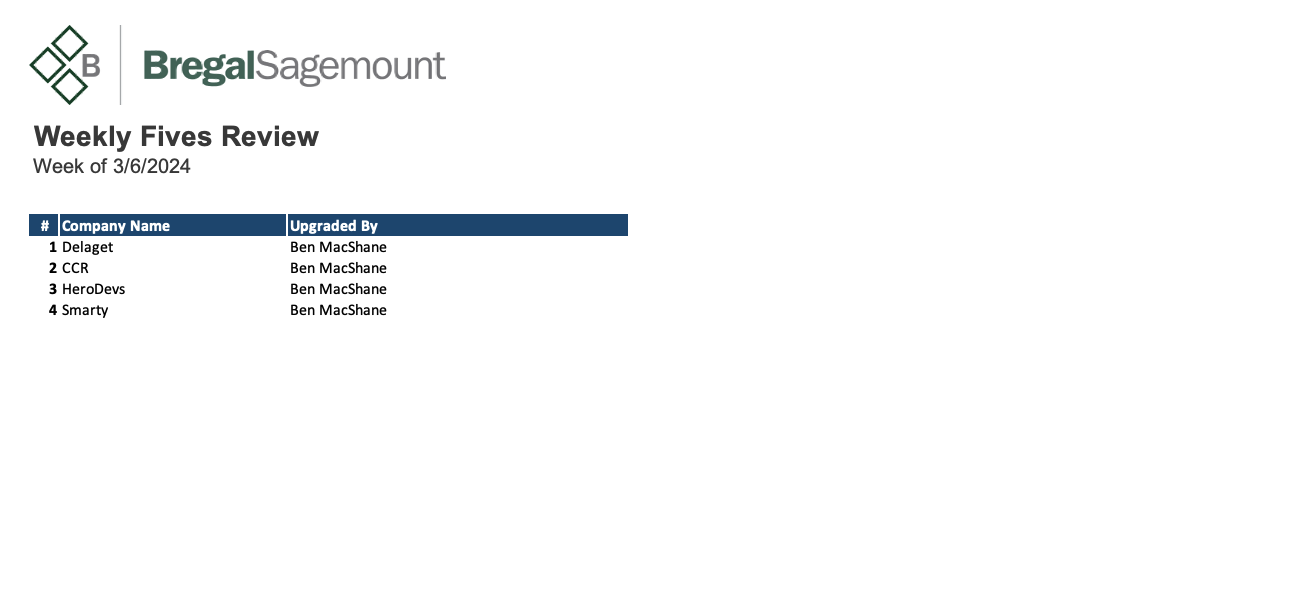 B
BregalSagemount
Weekly Fives Review
Week of 3/6/2024
# Company Name Upgraded By
1 Delaget Ben MacShane
2 CCR Ben MacShane
3 HeroDevs Ben MacShane
4 Smarty Ben MacShane